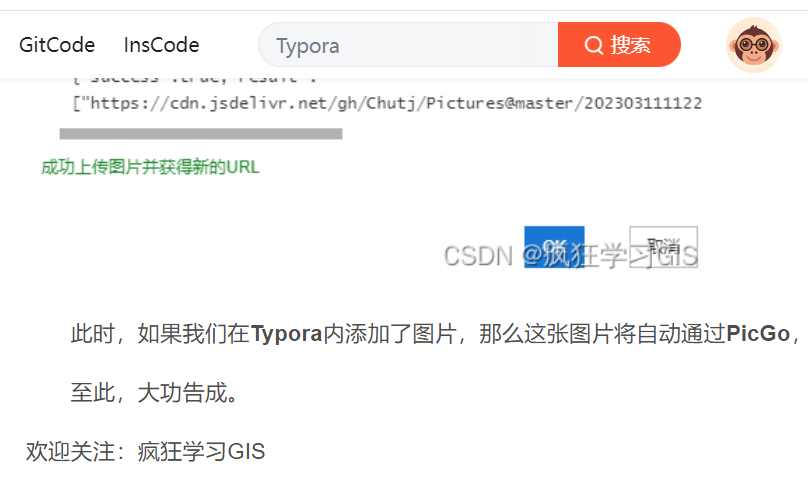 GitCode InsCode Typora 搜索
{"success":true,"result":
["https://cdn.jsdelivr.net/gh/Chutj/Pictures@master/202303111122
成功上传图片并获得新的URL
OK 取消
CSDN @疯狂学习GIS
此时，如果我们在Typora内添加了图片，那么这张图片将自动通过PicGo，
至此，大功告成。
欢迎关注：疯狂学习GIS